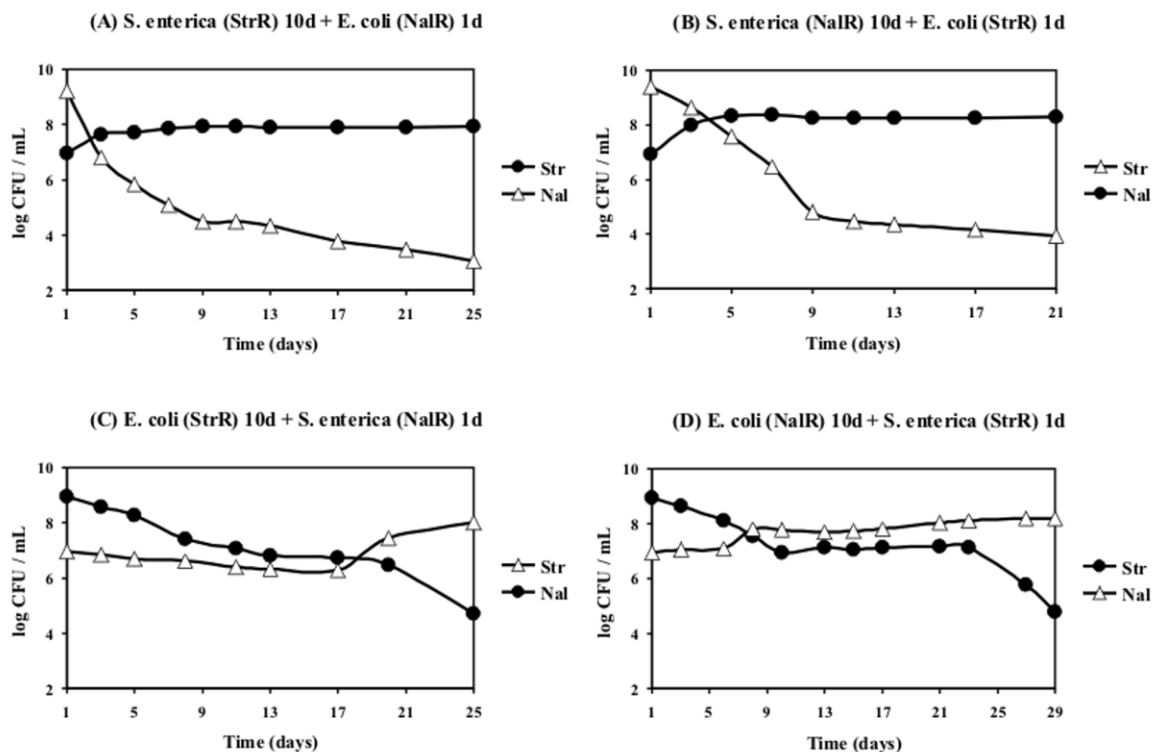 (A) S. enterica (StrR) 10d + E. coli (NalR) 1d
10
8
6
4
2
log CFU / mL
1 5 9 13 17 21 25
Time (days)
Str
Nal
(B) S. enterica (NalR) 10d + E. coli (StrR) 1d
10
8
6
4
2
log CFU / mL
1 5 9 13 17 21
Time (days)
Str
Nal
(C) E. coli (StrR) 10d + S. enterica (NalR) 1d
10
8
6
4
2
log CFU / mL
1 5 9 13 17 21 25
Time (days)
Str
Nal
(D) E. coli (NalR) 10d + S. enterica (StrR) 1d
10
8
6
4
2
log CFU / mL
1 5 9 13 17 21 25 29
Time (days)
Str
Nal